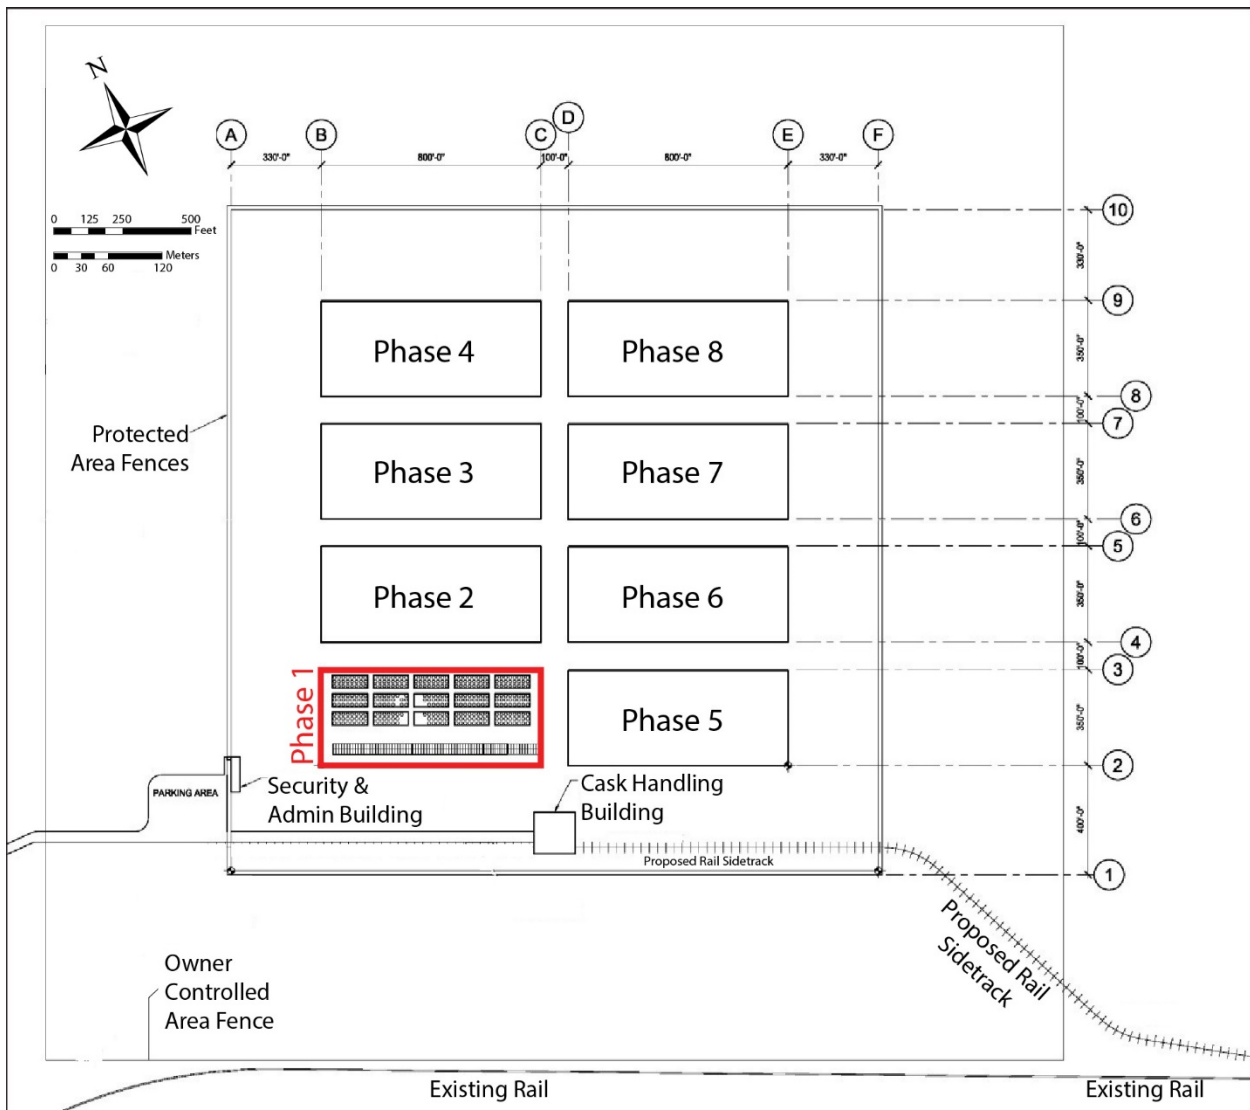 N
A
B
C
D
E
F
330'-0"
800'-0"
100'-0"
800'-0"
330'-0"
0 125 250 500
Feet
Meters
0 30 60 120
10
330'-0"
9
350'-0"
8
100'-0"
7
350'-0"
6
100'-0"
5
350'-0"
4
100'-0"
3
350'-0"
2
400'-0"
1
Phase 4
Phase 8
Protected
Area Fences
Phase 3
Phase 7
Phase 2
Phase 6
Phase 1
Phase 5
PARKING AREA
Security &
Admin Building
Cask Handling
Building
Proposed Rail Sidetrack
Proposed Rail
Sidetrack
Owner
Controlled
Area Fence
Existing Rail
Existing Rail